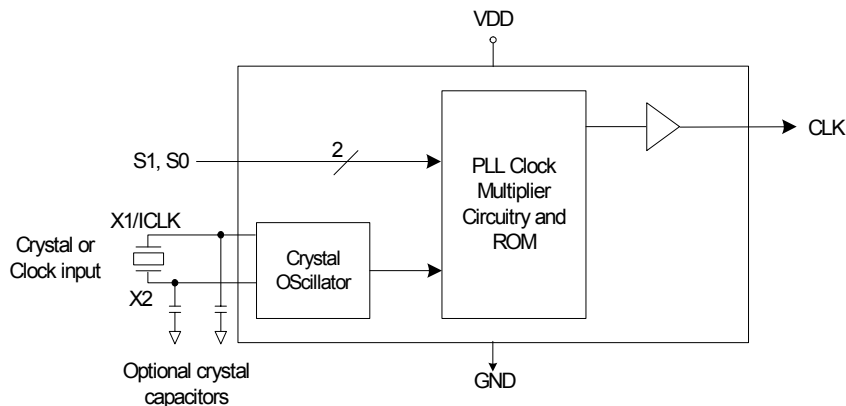 VDD
CLK
S1, S0
2
PLL Clock
Multiplier
Circuitry and
ROM
X1/ICLK
Crystal or
Clock input
Crystal
OScillator
X2
Optional crystal
capacitors
GND